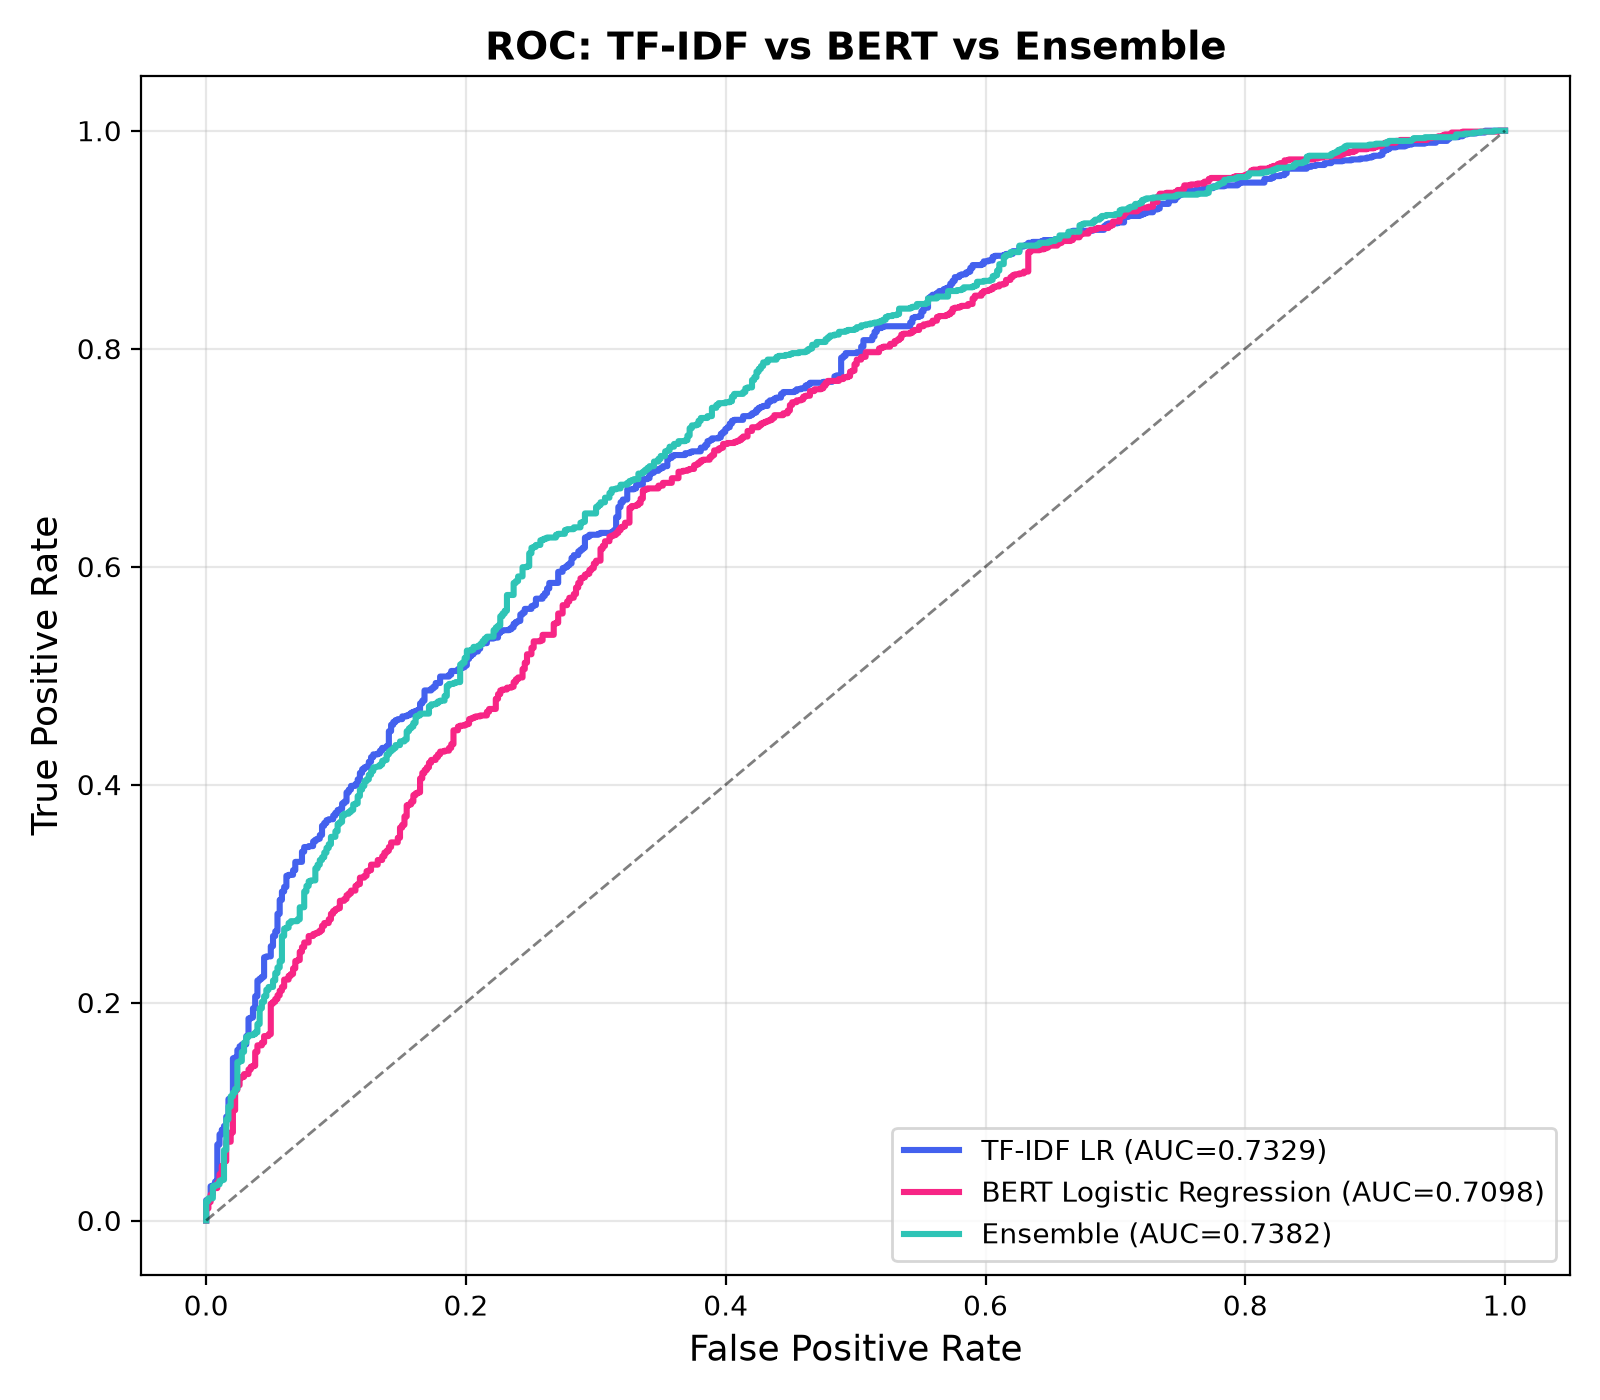 ROC: TF-IDF vs BERT vs Ensemble
True Positive Rate
1.0
0.8
0.6
0.4
0.2
0.0
TF-IDF LR (AUC=0.7329)
BERT Logistic Regression (AUC=0.7098)
Ensemble (AUC=0.7382)
0.0 0.2 0.4 0.6 0.8 1.0
False Positive Rate